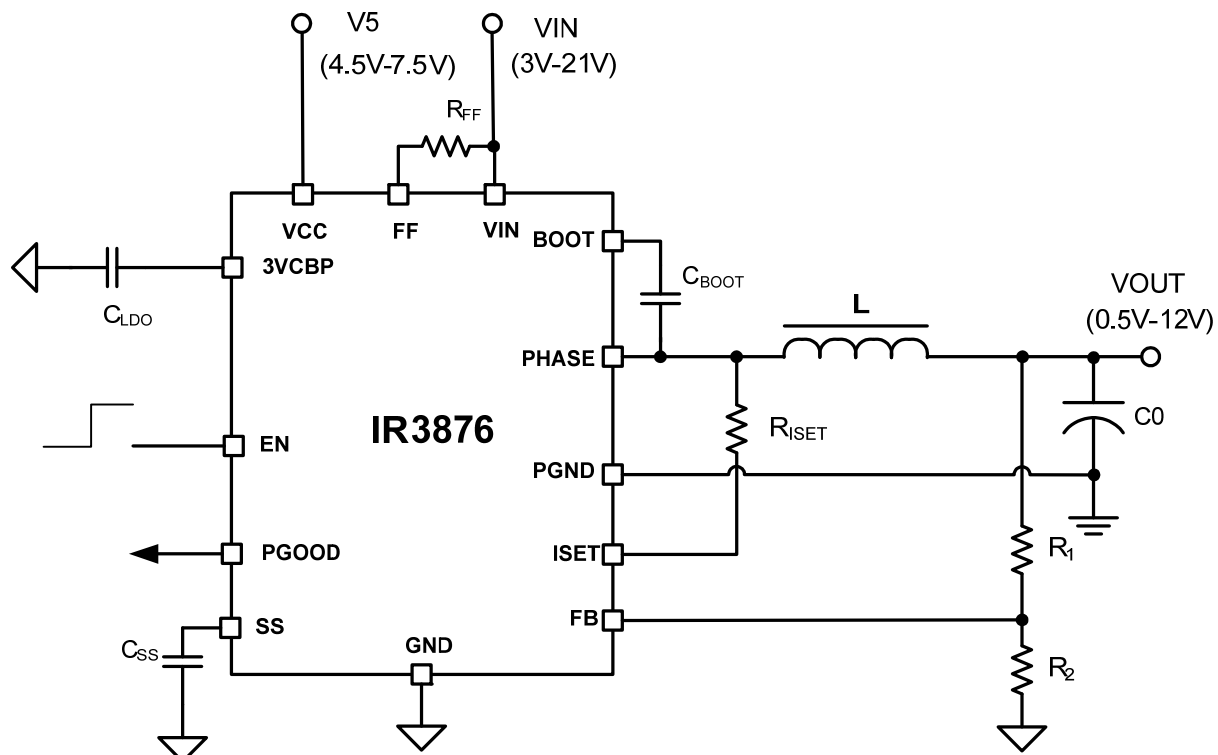 V5
(4.5V-7.5V)
VIN
(3V-21V)
RFF
VCC
FF
VIN
BOOT
3VCBP
CBOOT
CLDO
L
VOUT
(0.5V-12V)
PHASE
IR3876
RISET
C0
EN
PGND
PGOOD
ISET
R1
SS
FB
CSS
GND
R2